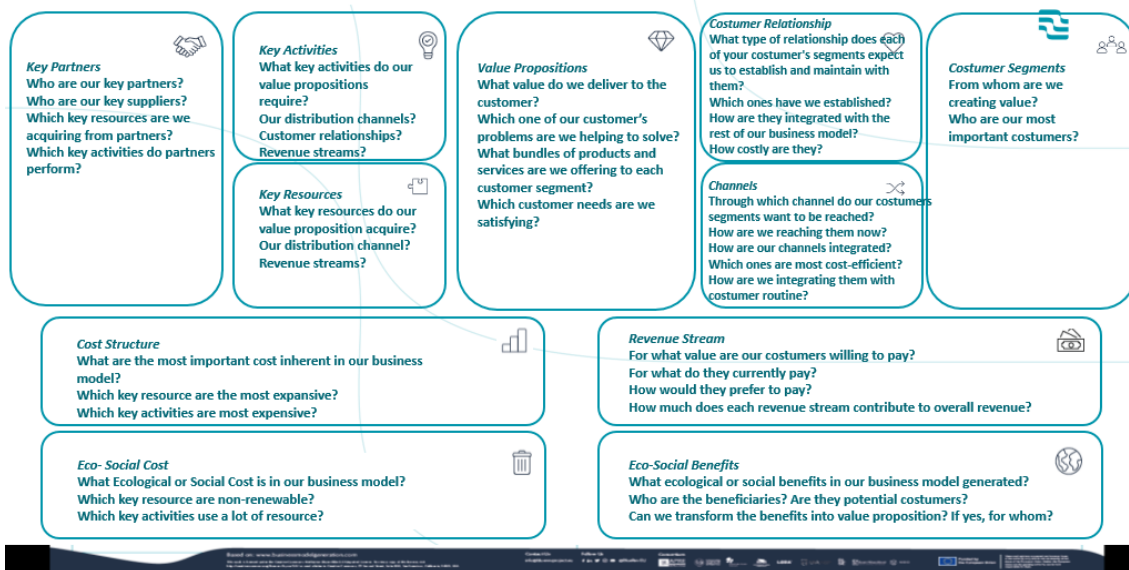 Key Partners
Who are our key partners?
Who are our key suppliers?
Which key resources are we
acquiring from partners?
Which key activities do partners
perform?
Key Activities
What key activities do our
value propositions
require?
Our distribution channels?
Customer relationships?
Revenue streams?
Key Resources
What key resources do our
value proposition acquire?
Our distribution channel?
Revenue streams?
Value Propositions
What value do we deliver to the
customer?
Which one of our customer's
problems are we helping to solve?
What bundles of products and
services are we offering to each
customer segment?
Which customer needs are we
satisfying?
Costumer Relationship
What type of relationship does each
of your costumer's segments expect
us to establish and maintain with
them?
Which ones have we established?
How are they integrated with the
rest of our business model?
How costly are they?
Channels
Through which channel do our costumers
segments want to be reached?
How are we reaching them now?
How are our channels integrated?
Which ones are most cost-efficient?
How are we integrating them with
costumer routine?
Costumer Segments
From whom are we
creating value?
Who are our most
important costumers?
Cost Structure
What are the most important cost inherent in our business
model?
Which key resource are the most expansive?
Which key activities are most expensive?
Revenue Stream
For what value are our costumers willing to pay?
For what do they currently pay?
How would they prefer to pay?
How much does each revenue stream contribute to overall revenue?
Eco- Social Cost
What Ecological or Social Cost is in our business model?
Which key resource are non-renewable?
Which key activities use a lot of resource?
Eco-Social Benefits
What ecological or social benefits in our business model generated?
Who are the beneficiaries? Are they potential costumers?
Can we transform the benefits into value proposition? If yes, for whom?
Based on: www.businessmodelgeneration.com
Contact Us
Follow Us